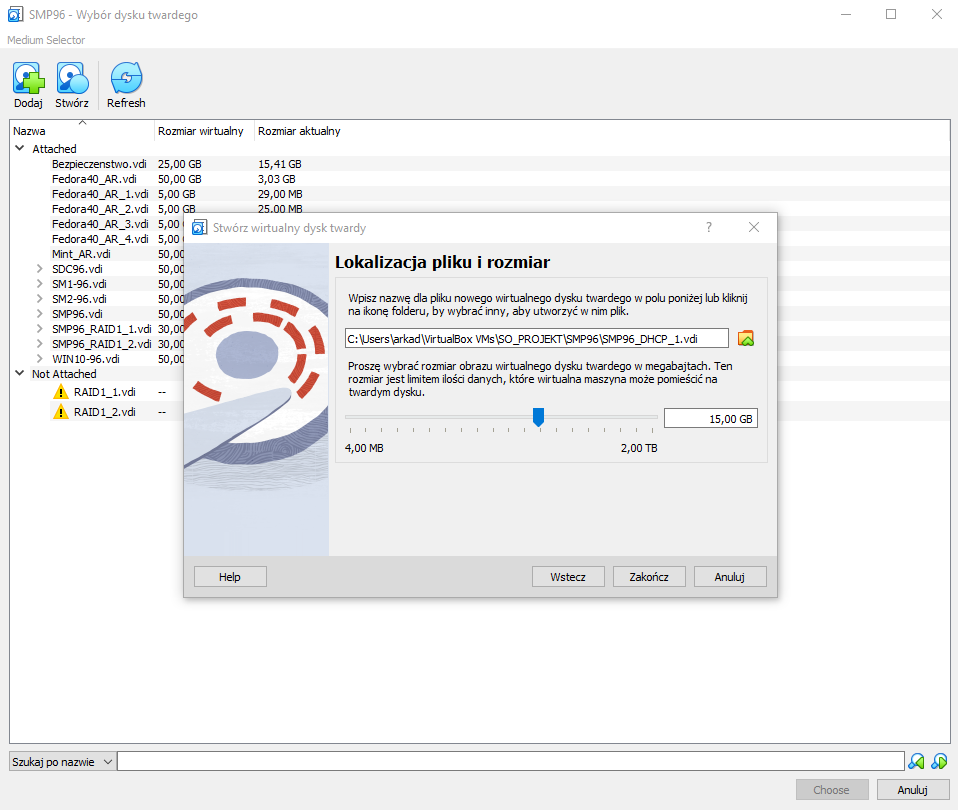 SMP96 - Wybór dysku twardego
Medium Selector
Dodaj
Stwórz
Refresh
Nazwa
Rozmiar wirtualny
Rozmiar aktualny
Attached
Bezpieczenstwo.vdi 25,00 GB 15,41 GB
Fedora40_AR.vdi 50,00 GB 3,03 GB
Fedora40_AR_1.vdi 5,00 GB 29,00 MB
Fedora40_AR_2.vdi 5,00 GB 25,00 MB
Fedora40_AR_3.vdi 5,00
Fedora40_AR_4.vdi 5,00
Mint_AR.vdi 50,00
SDC96.vdi 50,00
SM1-96.vdi 50,00
SM2-96.vdi 50,00
SMP96.vdi 50,00
SMP96_RAID1_1.vdi 30,00
SMP96_RAID1_2.vdi 30,00
WIN10-96.vdi 50,00
Not Attached
RAID1_1.vdi --
RAID1_2.vdi --
Stwórz wirtualny dysk twardy
?
Lokalizacja pliku i rozmiar
Wpisz nazwę dla pliku nowego wirtualnego dysku twardego w polu poniżej lub kliknij
na ikonę folderu, by wybrać inny, aby utworzyć w nim plik.
C:\Users\arkad\VirtualBox VMs\SO_PROJEKT\SMP96\SMP96_DHCP_1.vdi
Proszę wybrać rozmiar obrazu wirtualnego dysku twardego w megabajtach. Ten
rozmiar jest limitem ilości danych, które wirtualna maszyna może pomieścić na
twardym dysku.
15,00 GB
4,00 MB
2,00 TB
Help
Wstecz
Zakończ
Anuluj
Szukaj po nazwie
Choose
Anuluj